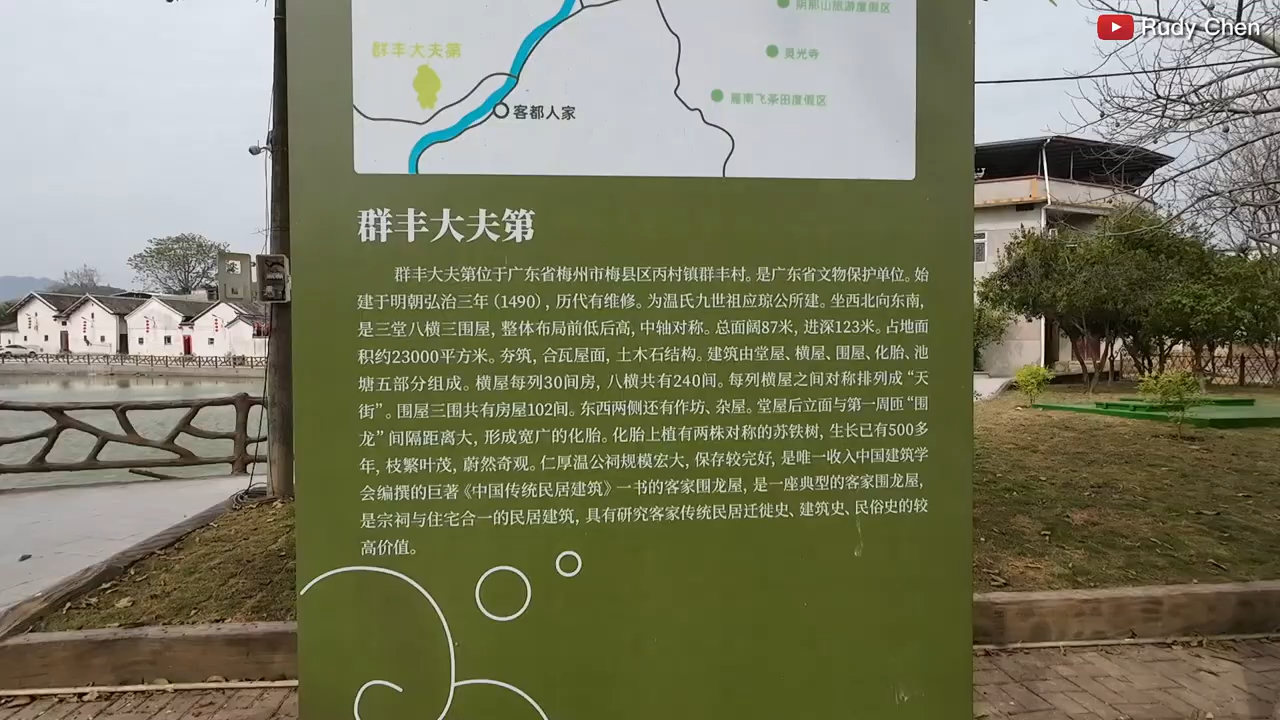 阴那山旅游度假区
Rudy Chen
群丰大夫第
灵光寺
雁南飞茶田度假区
客都人家
群丰大夫第
群丰大夫第位于广东省梅州市梅县区丙村镇群丰村。是广东省文物保护单位。始
建于明朝弘治三年（1490），历代有维修。为温氏九世祖应琼公所建。坐西北向东南，
是三堂八横三围屋，整体布局前低后高，中轴对称。总面阔87米，进深123米。占地面
积约23000平方米。夯筑，合瓦屋面，土木石结构。建筑由堂屋、横屋、围屋、化胎、池
塘五部分组成。横屋每列30间房，八横共有240间。每列横屋之间对称排列成“天
街”。围屋三围共有房屋102间。东西两侧还有作坊、杂屋。堂屋后立面与第一周匝“围
龙”间隔距离大，形成宽广的化胎。化胎上植有两株对称的苏铁树，生长已有500多
年，枝繁叶茂，蔚然奇观。仁厚温公祠规模宏大，保存较完好，是唯一收入中国建筑学
会编撰的巨著《中国传统民居建筑》一书的客家围龙屋，是一座典型的客家围龙屋，
是宗祠与住宅合一的民居建筑，具有研究客家传统民居迁徙史、建筑史、民俗史的较
高价值。